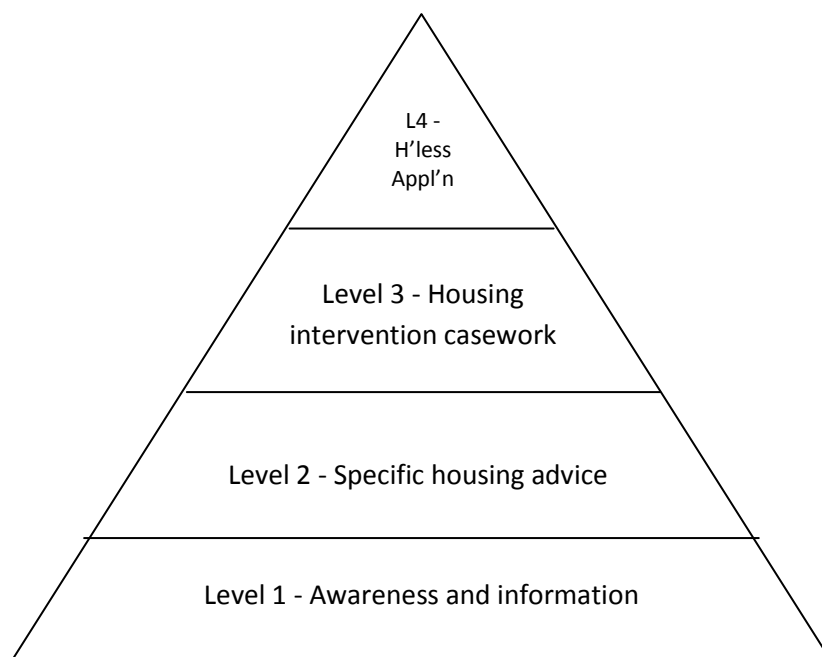 L4 -
H’less
Appl’n
Level 3 - Housing
intervention casework
Level 2 - Specific housing advice
Level 1 - Awareness and information